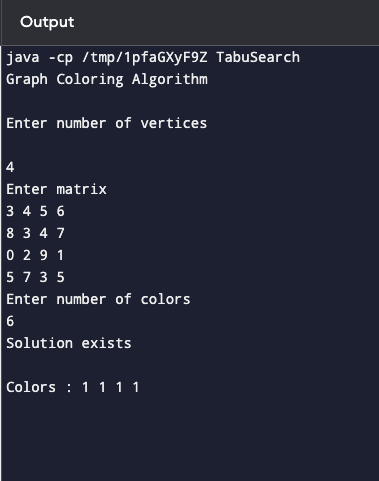 Output
java -cp /tmp/1pfaGXyF9Z TabuSearch
Graph Coloring Algorithm
Enter number of vertices
4
Enter matrix
3 4 5 6
8 3 4 7
0 2 9 1
5 7 3 5
Enter number of colors
6
Solution exists
Colors : 1 1 1 1